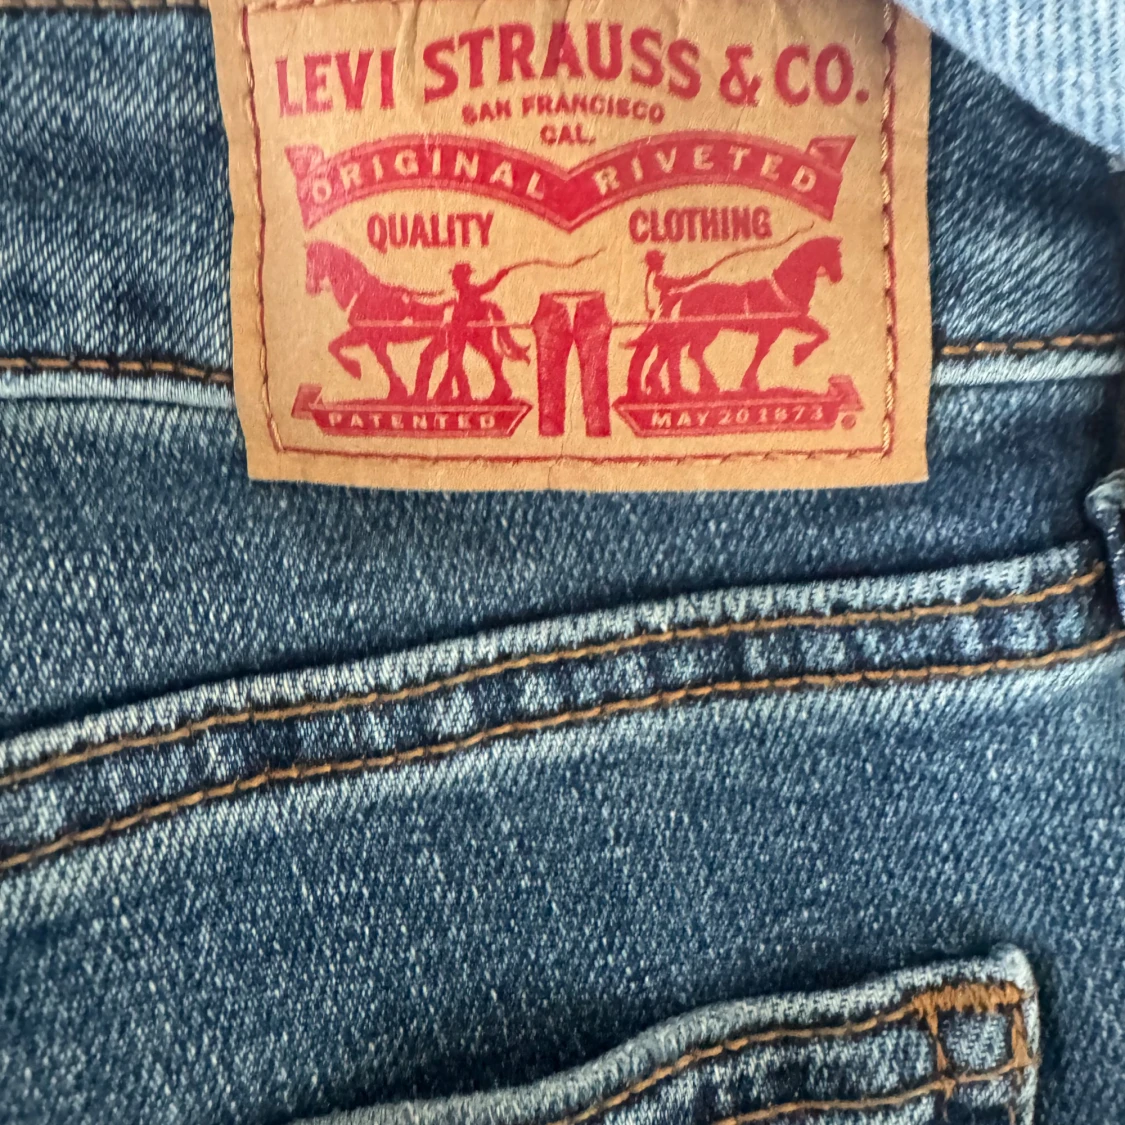 LEVI STRAUSS & CO.
SAN FRANCISCO
CAL.
ORIGINAL RIVETED
QUALITY CLOTHING
PATENTED MAY 20 1873